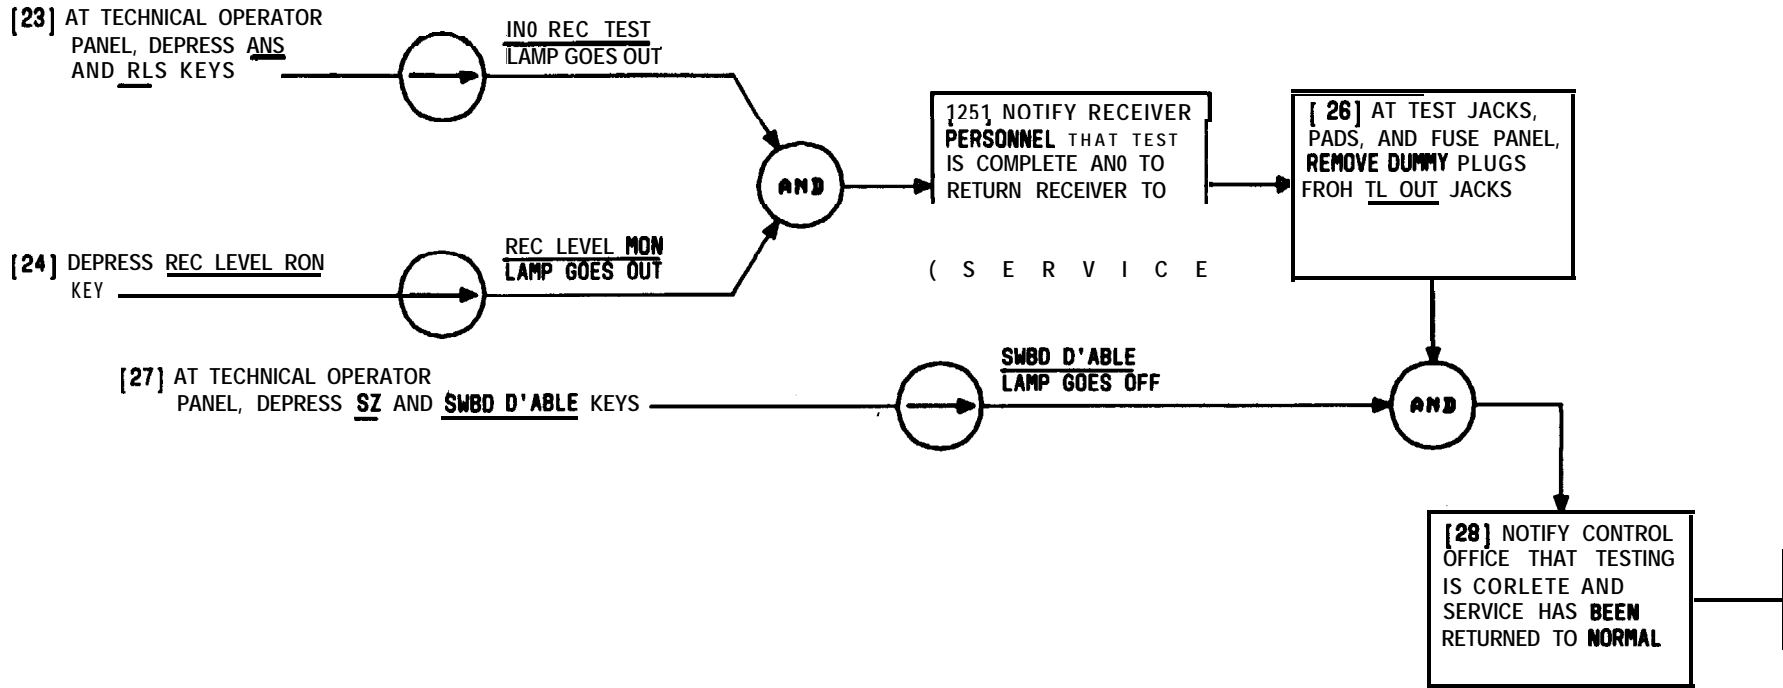 [23] AT TECHNICAL OPERATOR
PANEL, DEPRESS ANS
AND RLS KEYS
IN0 REC TEST
LAMP GOES OUT
[24] DEPRESS REC LEVEL RON
KEY
REC LEVEL MON
LAMP GOES OUT
AND
1251 NOTIFY RECEIVER
PERSONNEL THAT TEST
IS COMPLETE AN0 TO
RETURN RECEIVER TO
( S E R V I C E
[26] AT TEST JACKS,
PADS, AND FUSE PANEL,
REMOVE DUMMY PLUGS
FROH TL OUT JACKS
[27] AT TECHNICAL OPERATOR
PANEL, DEPRESS SZ AND SWBD D'ABLE KEYS
SWBD D'ABLE
LAMP GOES OFF
AND
[28] NOTIFY CONTROL
OFFICE THAT TESTING
IS CORLETE AND
SERVICE HAS BEEN
RETURNED TO NORMAL